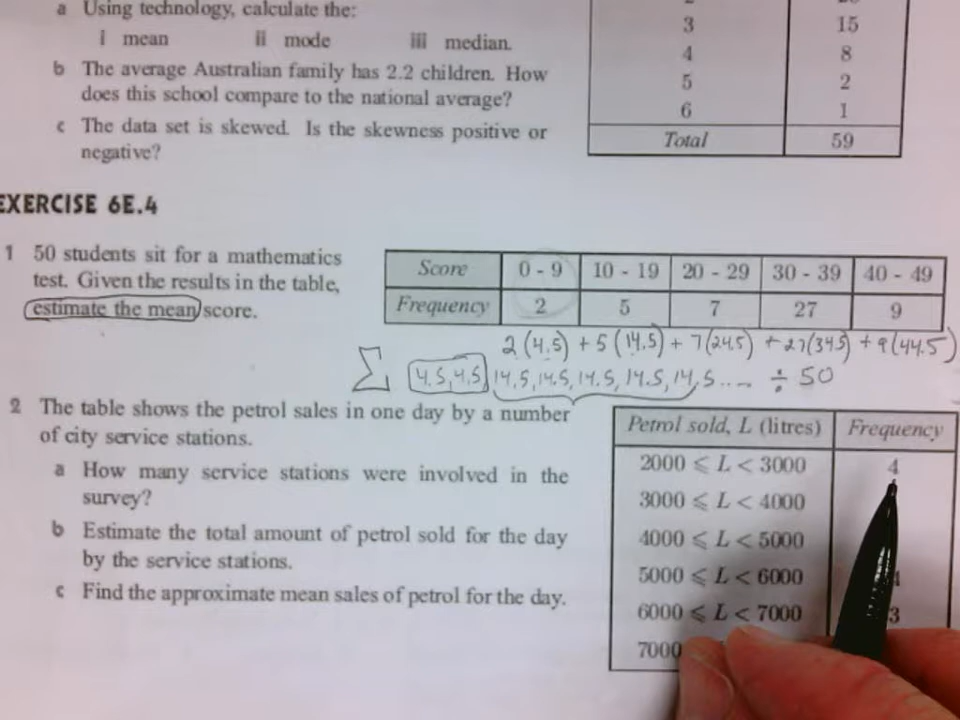 a Using technology, calculate the:
i mean ii mode iii median.
b The average Australian family has 2.2 children. How
does this school compare to the national average?
c The data set is skewed. Is the skewness positive or
negative?
3 15
4 8
5 2
6 1
Total 59
EXERCISE 6E.4
1 50 students sit for a mathematics
test. Given the results in the table,
estimate the mean score.
Score 0 - 9 10 - 19 20 - 29 30 - 39 40 - 49
Frequency 2 5 7 27 9
2(4.5) + 5(14.5) + 7(24.5) + 27(34.5) + 9(44.5)
Σ 4.5, 4.5, 14.5, 14.5, 14.5, 14.5, 14.5 .... ÷ 50
2 The table shows the petrol sales in one day by a number
of city service stations.
a How many service stations were involved in the
survey?
b Estimate the total amount of petrol sold for the day
by the service stations.
c Find the approximate mean sales of petrol for the day.
Petrol sold, L (litres) Frequency
2000 ⩽ L < 3000 4
3000 ⩽ L < 4000
4000 ⩽ L < 5000
5000 ⩽ L < 6000
6000 ⩽ L < 7000 3
7000